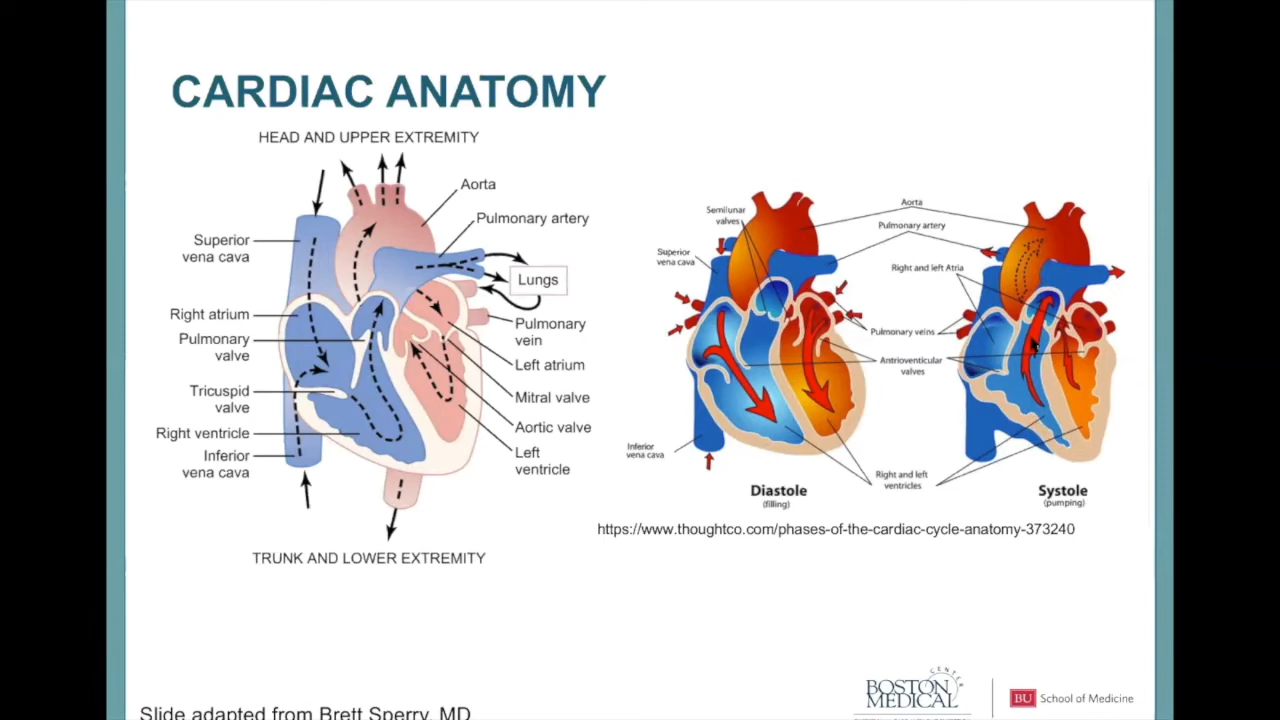 CARDIAC ANATOMY
HEAD AND UPPER EXTREMITY
Aorta
Pulmonary artery
Superior
vena cava
Lungs
Right atrium
Pulmonary
valve
Pulmonary
vein
Left atrium
Tricuspid
valve
Mitral valve
Right ventricle
Aortic valve
Inferior
vena cava
Left
ventricle
TRUNK AND LOWER EXTREMITY
Semilunar
valves
Aorta
Pulmonary artery
Superior
vena cava
Right and left Atria
Pulmonary veins
Antrioventicular
valves
Inferior
vena cava
Right and left
ventricles
Diastole
(filling)
Systole
(pumping)
https://www.thoughtco.com/phases-of-the-cardiac-cycle-anatomy-373240
Slide adapted from Brett Sperry, MD
BOSTON
MEDICAL
CENTER
BU School of Medicine